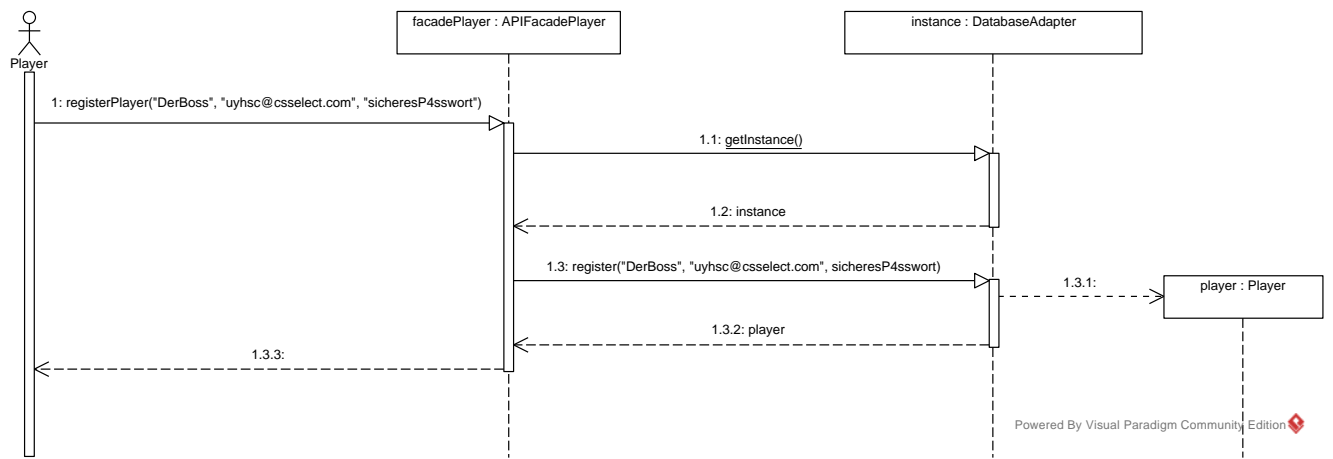 facadePlayer : APIFacadePlayer
instance : DatabaseAdapter
Player
1: registerPlayer("DerBoss", "uyhsc@csselect.com", "sicheresP4sswort")
1.1: getInstance()
1.2: instance
1.3: register("DerBoss", "uyhsc@csselect.com", sicheresP4sswort)
1.3.1:
player : Player
1.3.2: player
1.3.3:
Powered By Visual Paradigm Community Edition